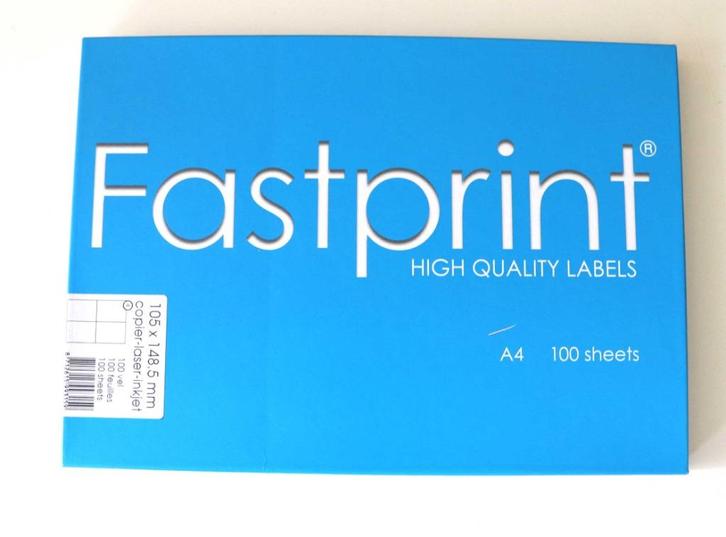 Fastprint®
HIGH QUALITY LABELS
A4 100 sheets
105 x 148.5 mm
copier-laser-inkjet
100 vel
100 feuilles
100 sheets